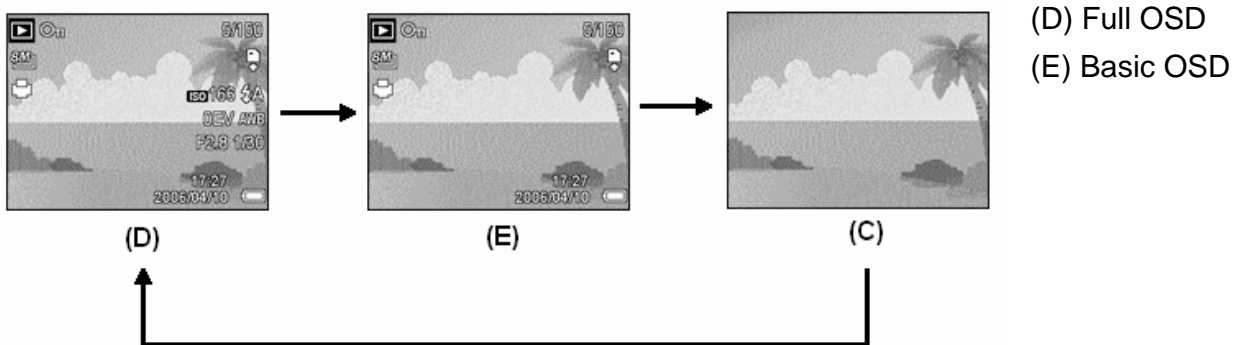 5/150
8M
ISO 166 A
0EV AWB
F2.8 1/30
17:27
2006/04/10
(D)
5/150
8M
17:27
2006/04/10
(E)
(C)
(D) Full OSD
(E) Basic OSD